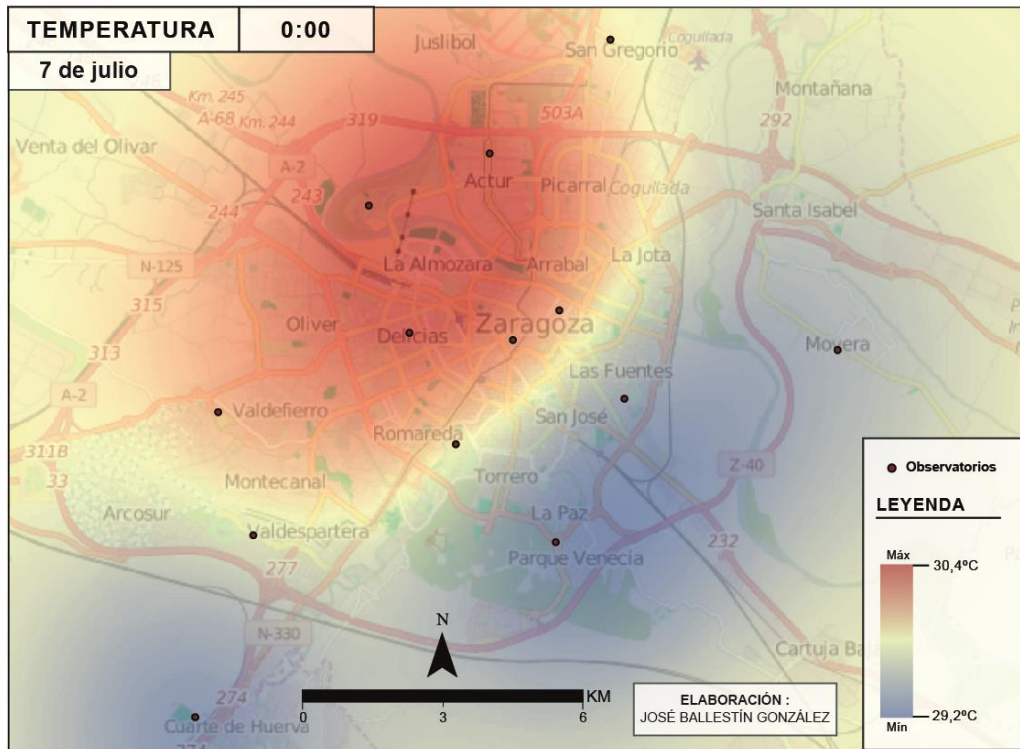 TEMPERATURA 0:00
7 de julio
Juslibol
San Gregorio
Cogullada
Montañana
Km. 245
A-68 Km. 244
319
503A
292
Venta del Olivar
A-2
243
Actur
Picarral
Cogullada
244
Santa Isabel
N-125
La Almozara
Arrabal
La Jota
315
Oliver
Delicias
Zaragoza
Movera
313
Las Fuentes
A-2
Valdefierro
San José
Romareda
311B
33
Montecanal
Torrero
Z-40
Arcosur
Valdespartera
La Paz
Parque Venecia
232
277
N-330
Cartuja Baja
274
Cuarte de Huerva
274
N
KM
0 3 6
ELABORACIÓN :
JOSÉ BALLESTÍN GONZÁLEZ
Observatorios
LEYENDA
Máx
30,4ºC
29,2ºC
Mín